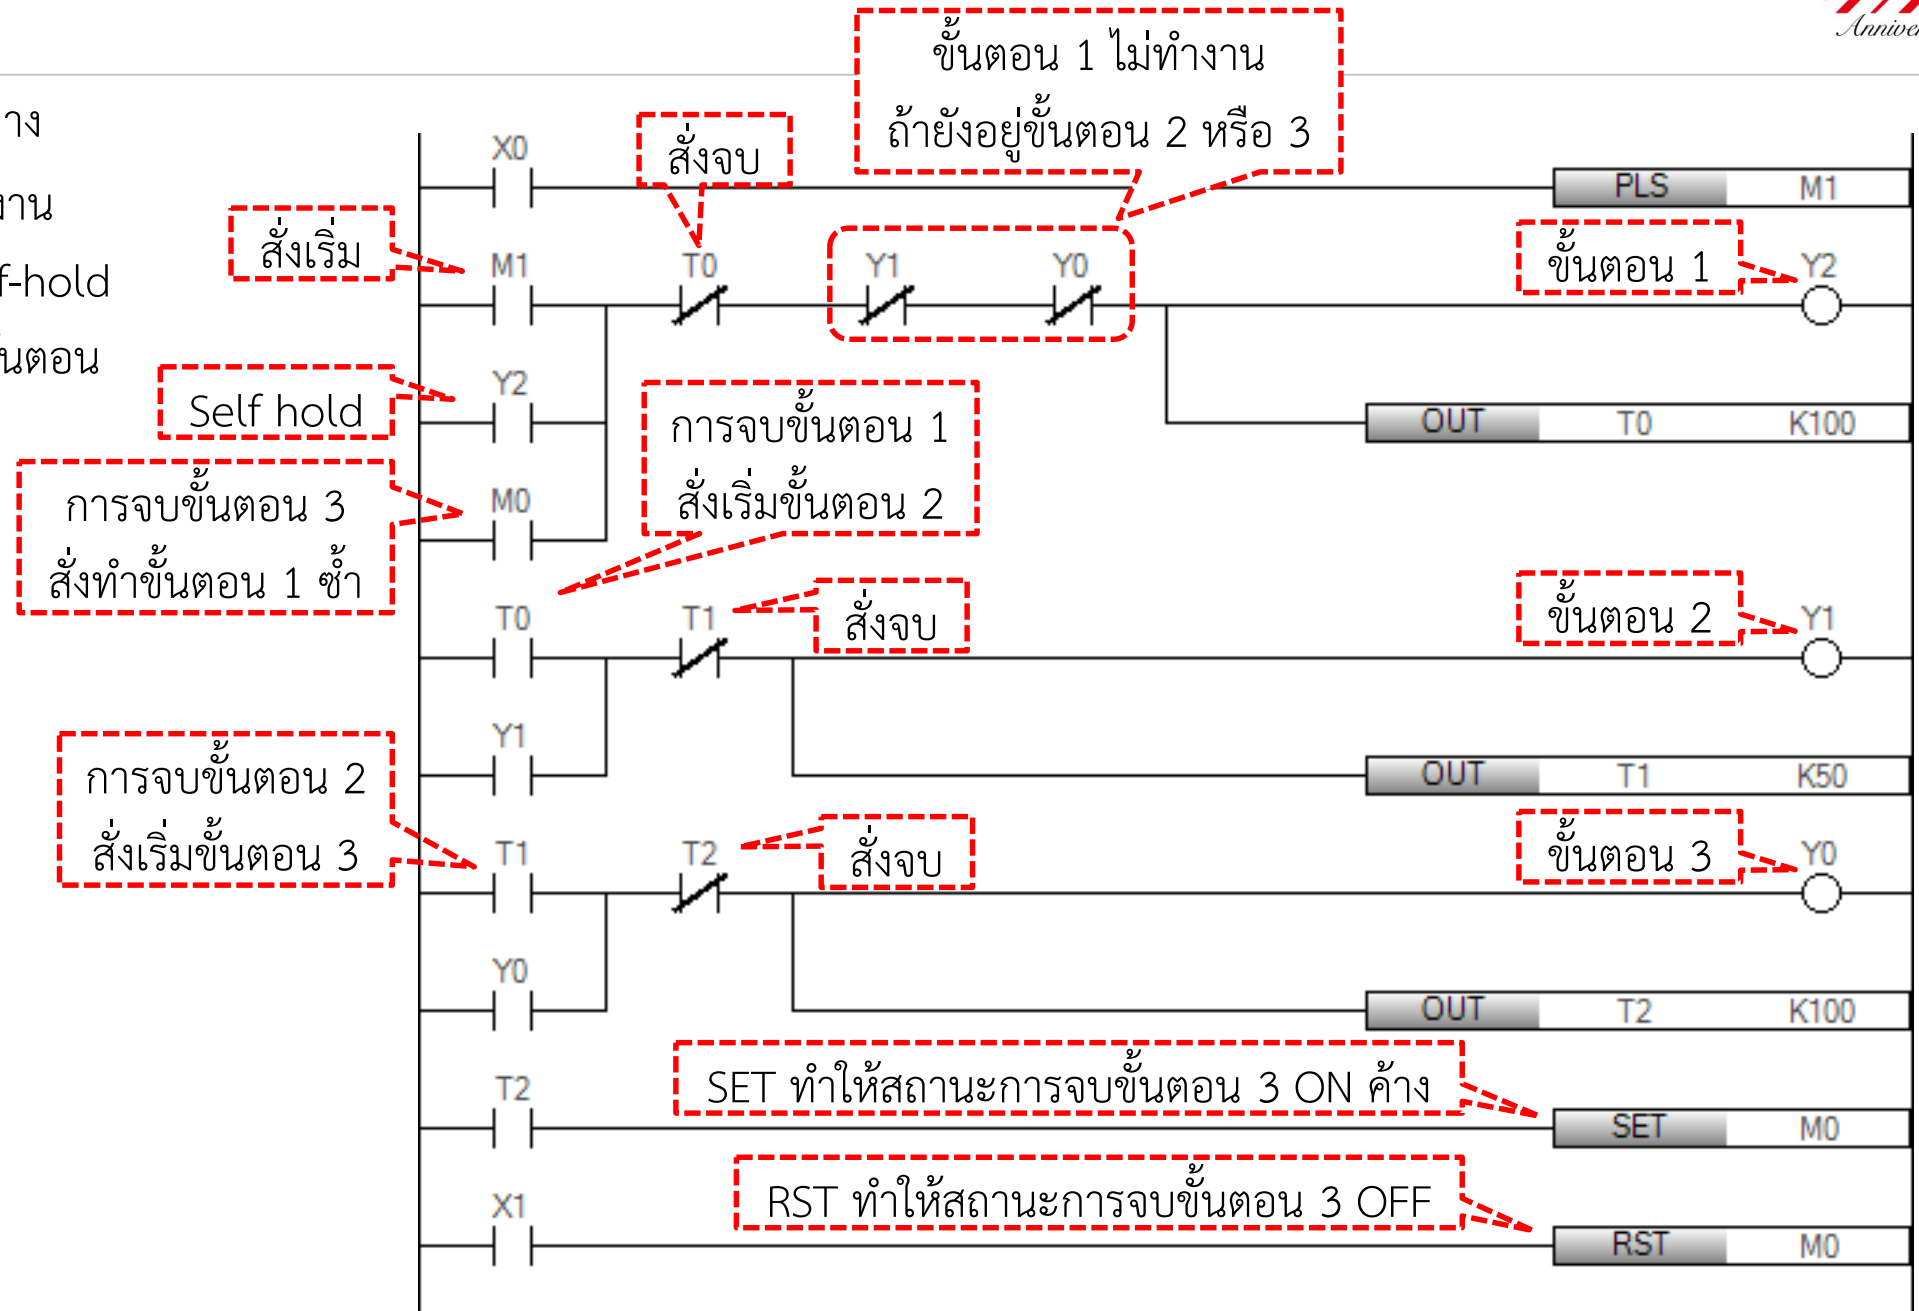 ขั้นตอน 1 ไม่ทำงาน
ถ้ายังอยู่ขั้นตอน 2 หรือ 3
สั่งจบ
X0
PLS M1
สั่งเริ่ม
M1 T0 Y1 Y0
ขั้นตอน 1
Y2
Self hold
Y2
OUT T0 K100
การจบขั้นตอน 1
สั่งเริ่มขั้นตอน 2
การจบขั้นตอน 3
สั่งทำขั้นตอน 1 ซ้ำ
M0
T0 T1
สั่งจบ
ขั้นตอน 2
Y1
Y1
OUT T1 K50
การจบขั้นตอน 2
สั่งเริ่มขั้นตอน 3
T1 T2
สั่งจบ
ขั้นตอน 3
Y0
Y0
OUT T2 K100
SET ทำให้สถานะการจบขั้นตอน 3 ON ค้าง
T2
SET M0
RST ทำให้สถานะการจบขั้นตอน 3 OFF
X1
RST M0